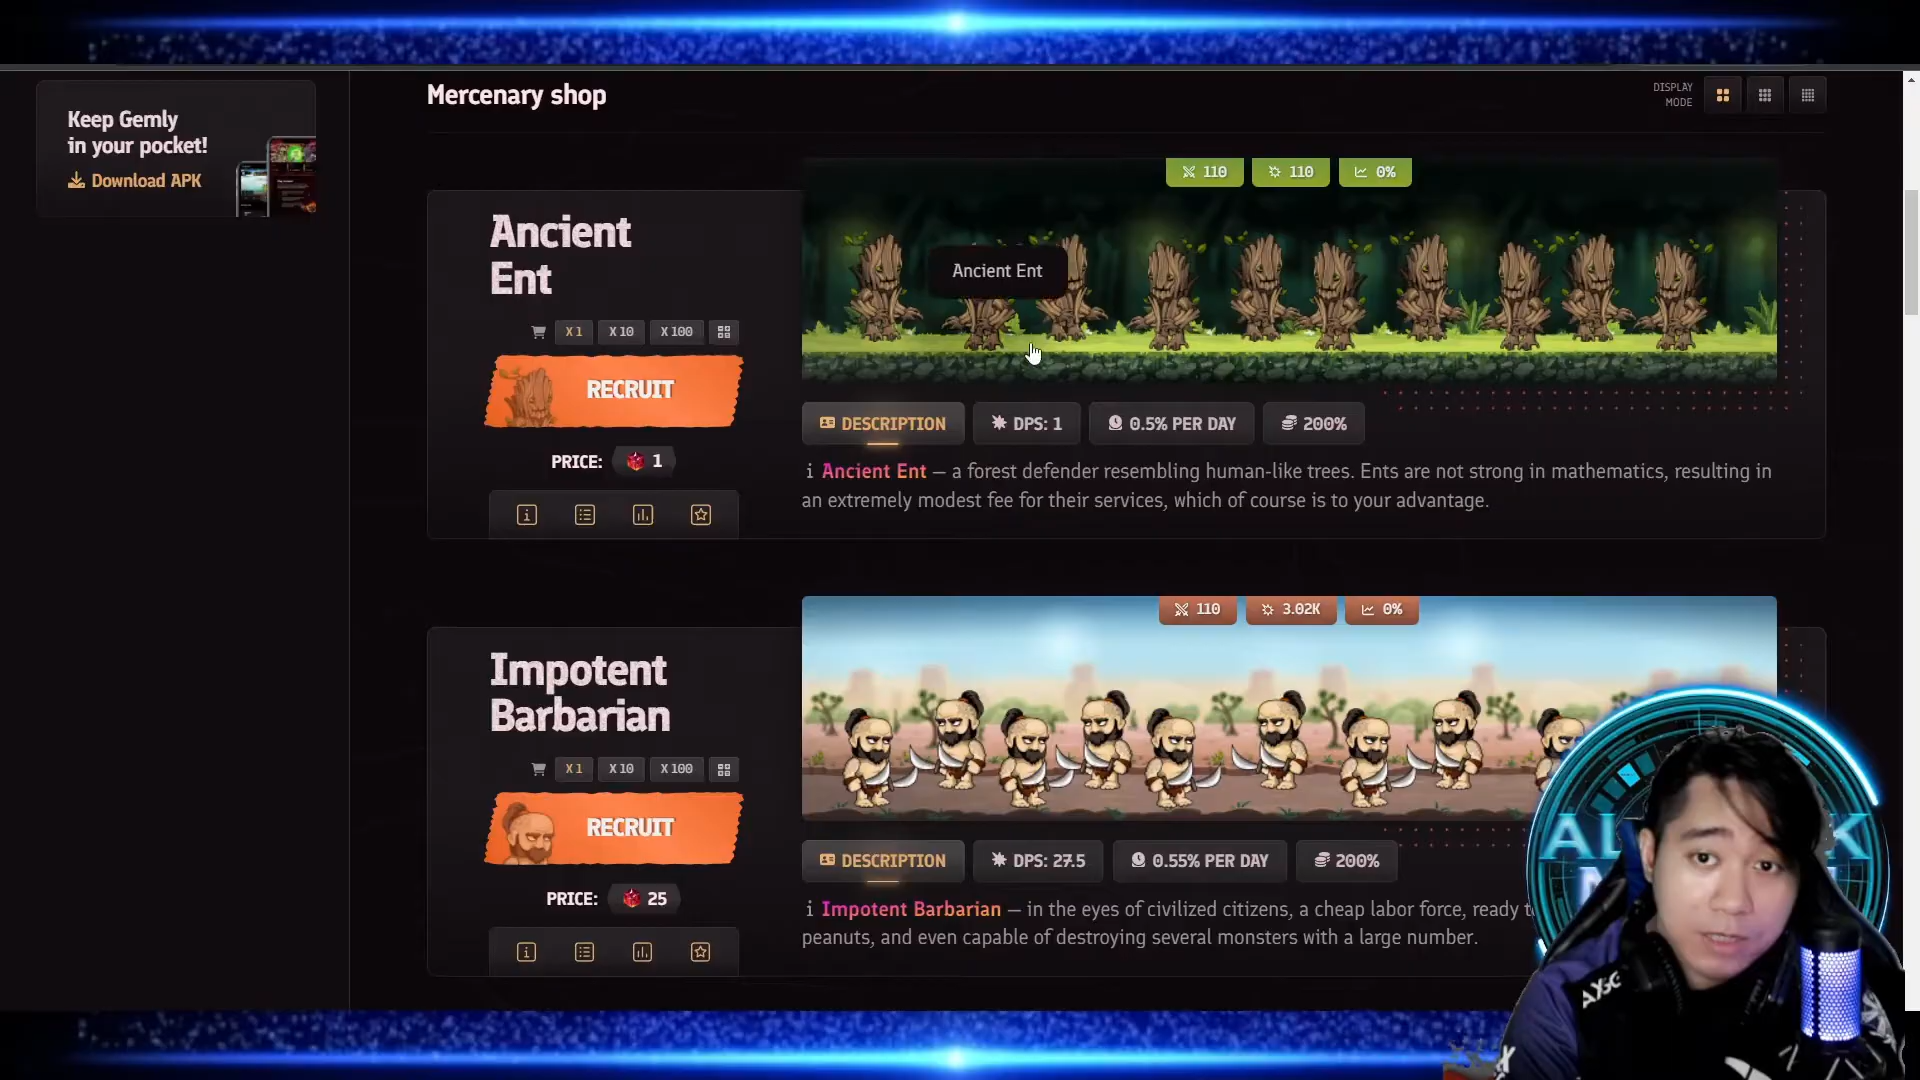 Keep Gemly
in your pocket!
Download APK
Mercenary shop
DISPLAY
MODE
110
110
0%
Ancient
Ent
Ancient Ent
X 1
X 10
X 100
RECRUIT
PRICE: 1
DESCRIPTION
DPS: 1
0.5% PER DAY
200%
i Ancient Ent — a forest defender resembling human-like trees. Ents are not strong in mathematics, resulting in
an extremely modest fee for their services, which of course is to your advantage.
110
3.02K
0%
Impotent
Barbarian
X 1
X 10
X 100
RECRUIT
PRICE: 25
DESCRIPTION
DPS: 27.5
0.55% PER DAY
200%
i Impotent Barbarian — in the eyes of civilized citizens, a cheap labor force, ready
peanuts, and even capable of destroying several monsters with a large number.